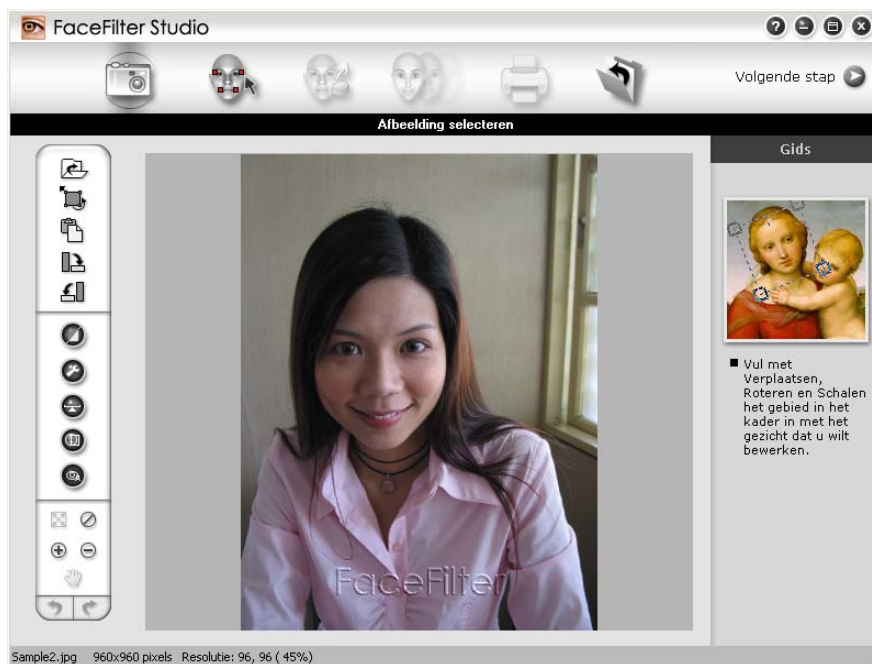 FaceFilter Studio
?
Volgende stap
Afbeelding selecteren
Gids
Vul met
Verplaatsen,
Roteren en Schalen
het gebied in het
kader in met het
gezicht dat u wilt
bewerken.
FaceFilter
Sample2.jpg 960x960 pixels Resolutie: 96, 96 ( 45%)